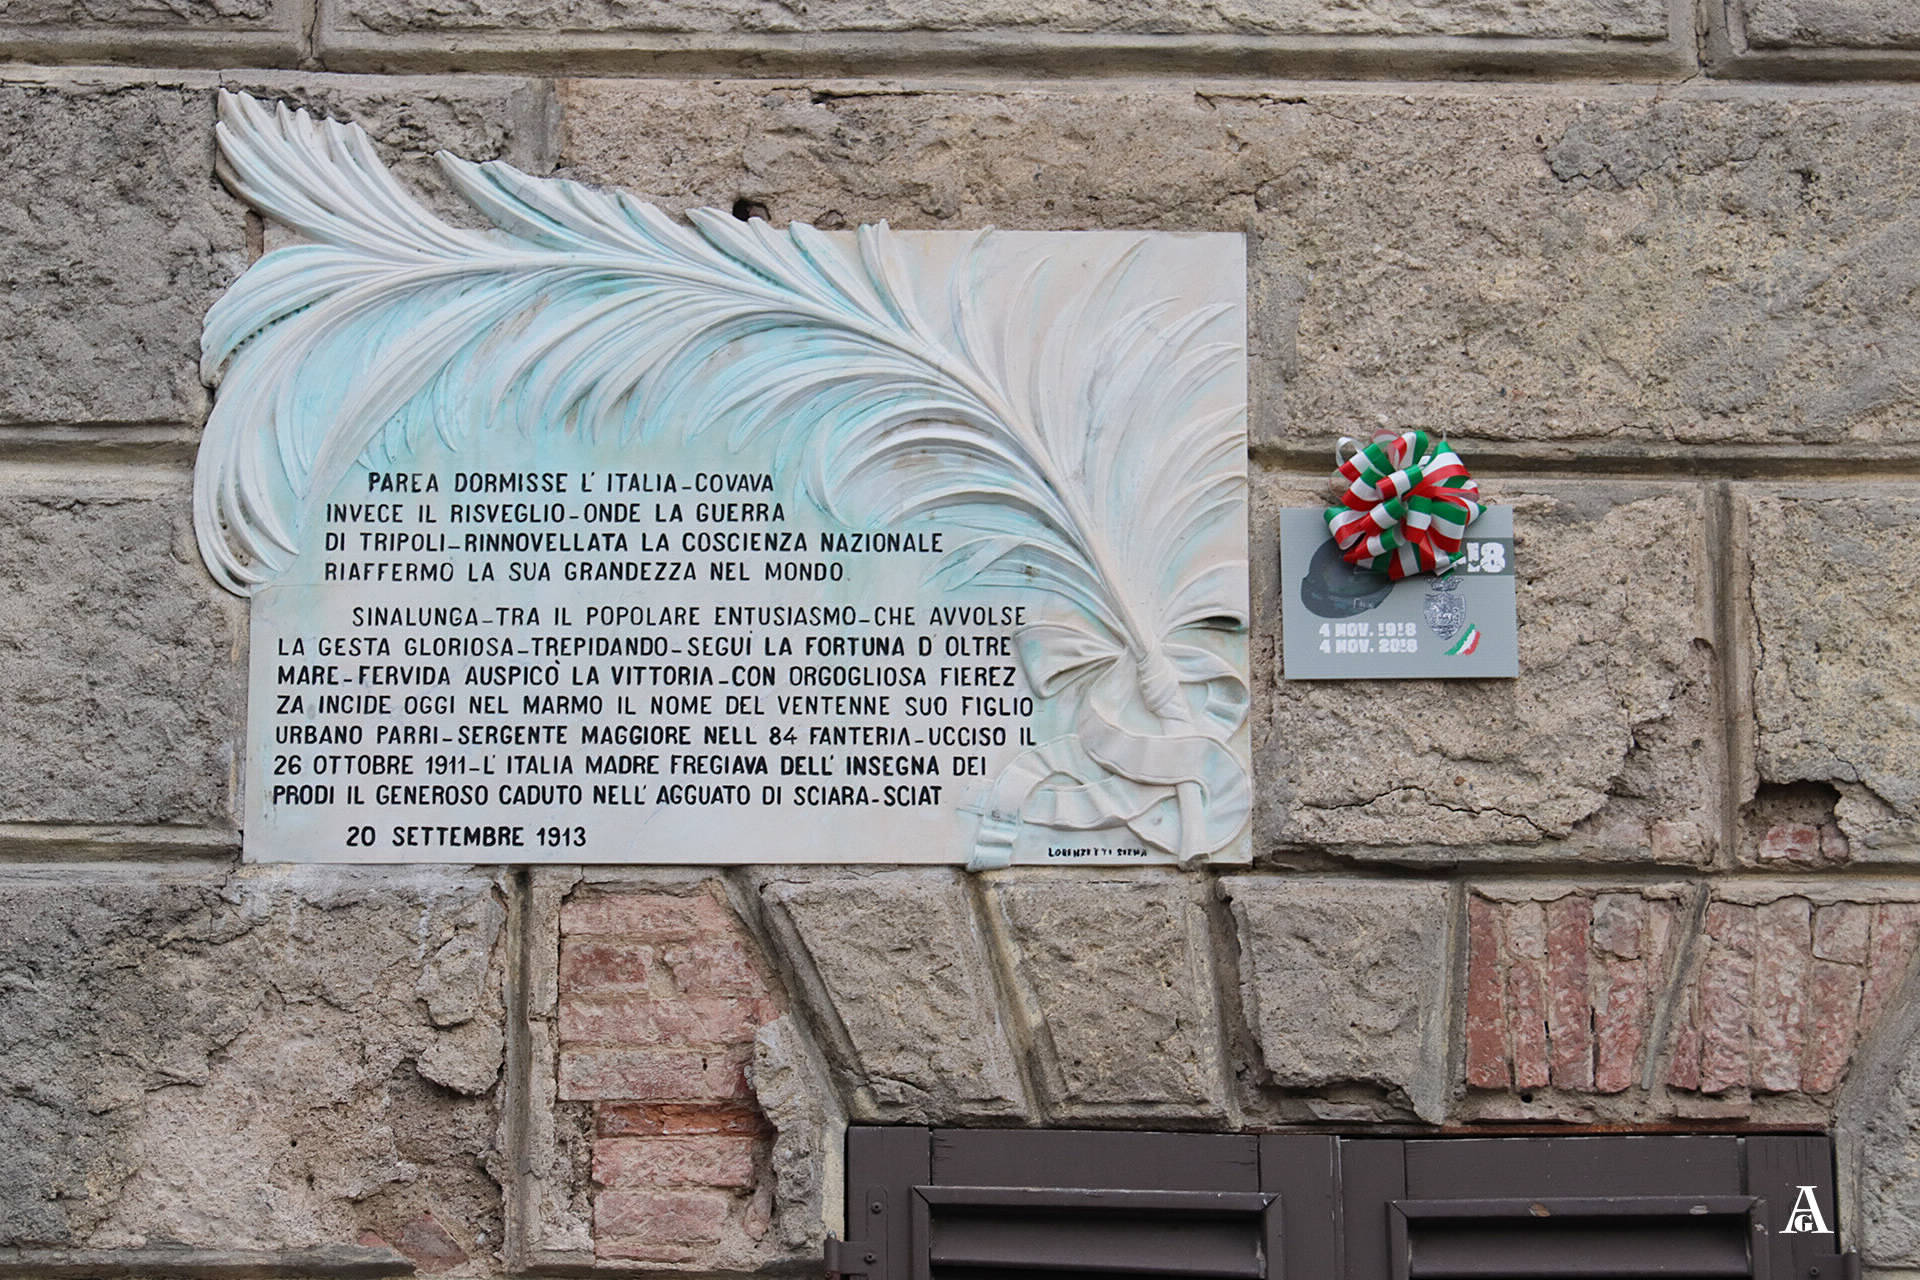 PAREA DORMISSE L' ITALIA-COVAVA
INVECE IL RISVEGLIO-ONDE LA GUERRA
DI TRIPOLI-RINNOVELLATA LA COSCIENZA NAZIONALE
RIAFFERMÒ LA SUA GRANDEZZA NEL MONDO.
SINALUNGA-TRA IL POPOLARE ENTUSIASMO-CHE AVVOLSE
LA GESTA GLORIOSA-TREPIDANDO-SEGUÌ LA FORTUNA D'OLTRE
MARE-FERVIDA AUSPICÒ LA VITTORIA-CON ORGOGLIOSA FIEREZ
ZA INCIDE OGGI NEL MARMO IL NOME DEL VENTENNE SUO FIGLIO
URBANO PARRI-SERGENTE MAGGIORE NELL 84 FANTERIA-UCCISO IL
26 OTTOBRE 1911-L' ITALIA MADRE FREGIAVA DELL' INSEGNA DEI
PRODI IL GENEROSO CADUTO NELL' AGGUATO DI SCIARA-SCIAT
20 SETTEMBRE 1913
LORENZETTI SIENA
18
4 NOV. 1918
4 NOV. 2018
AG